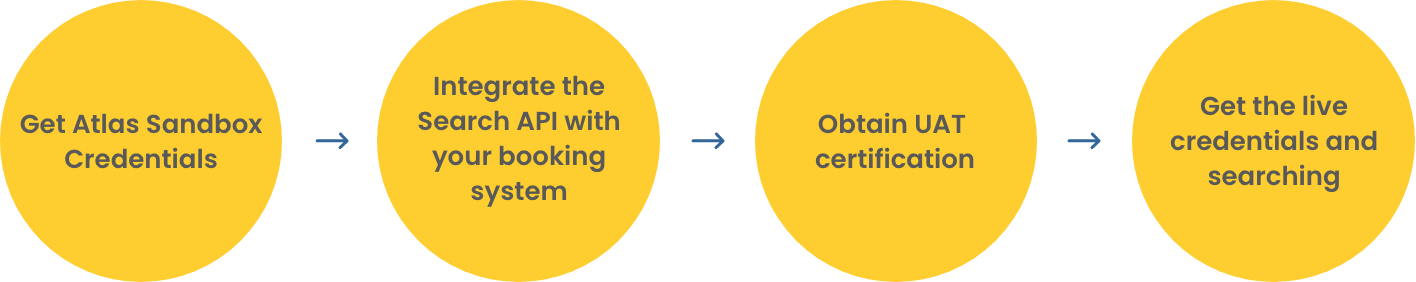 Get Atlas Sandbox
Credentials
Integrate the
Search API with
your booking
system
Obtain UAT
certification
Get the live
credentials and
searching